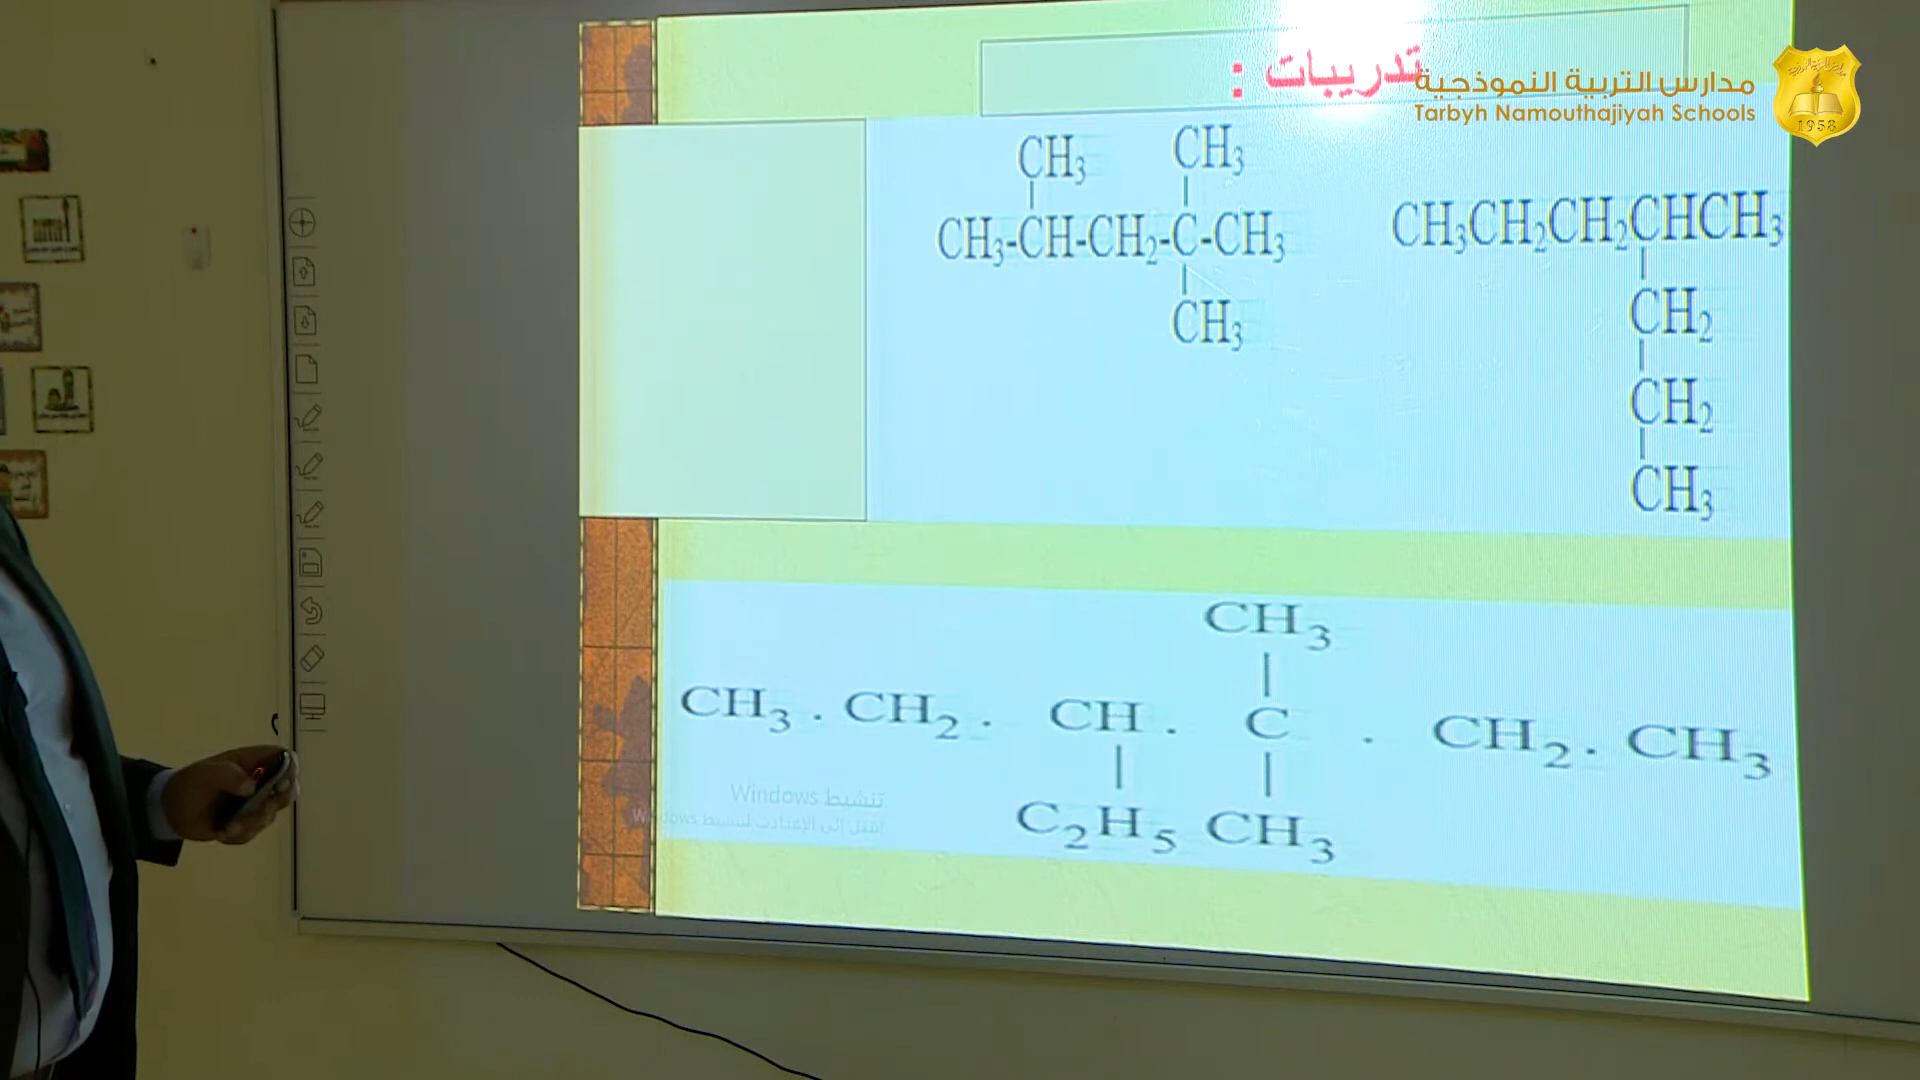 تدريبات :
مدارس التربية النموذجية
Tarbyh Namouthajiyah Schools
1958
CH₃ CH₃
CH₃-CH-CH₂-C-CH₃
CH₃
CH₃CH₂CH₂CHCH₃
CH₂
CH₂
CH₃
CH₃
CH₃ . CH₂ . CH . C . CH₂ . CH₃
C₂H₅ CH₃
تنشيط Windows
انتقل إلى الإعدادات لتنشيط Windows